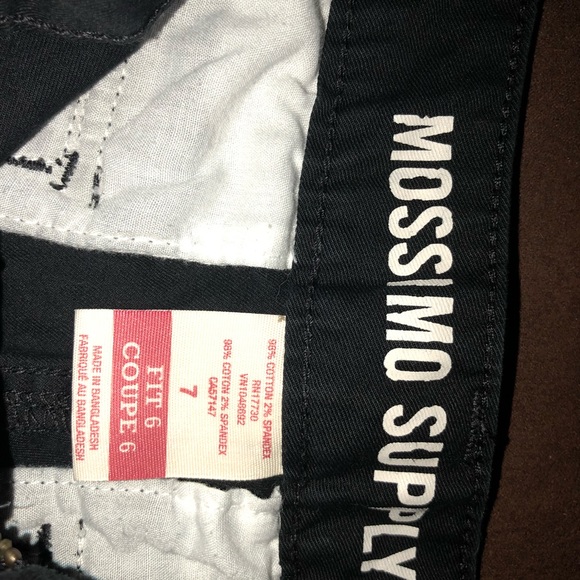 MOSSIMO SUPPLY
98% COTTON 2% SPANDEX
RN17730
VN1048692
98% COTON 2% SPANDEX
CA57147
7
FIT 6
COUPE 6
MADE IN BANGLADESH
FABRIQUÉ AU BANGLADESH